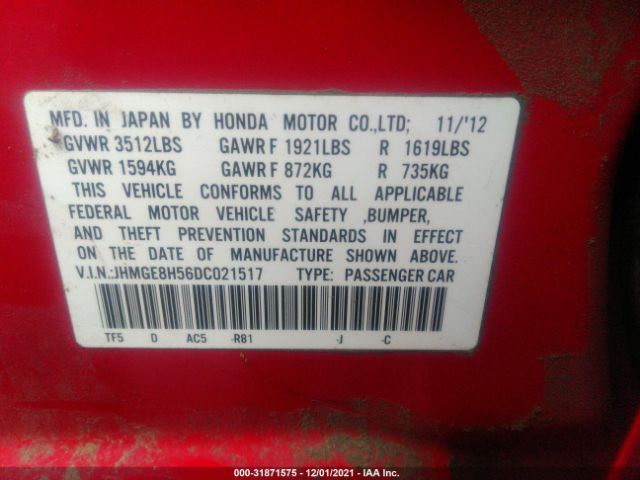 MFD. IN JAPAN BY HONDA MOTOR CO.,LTD; 11/'12
GVWR 3512LBS GAWR F 1921LBS R 1619LBS
GVWR 1594KG GAWR F 872KG R 735KG
THIS VEHICLE CONFORMS TO ALL APPLICABLE
FEDERAL MOTOR VEHICLE SAFETY ,BUMPER,
AND THEFT PREVENTION STANDARDS IN EFFECT
ON THE DATE OF MANUFACTURE SHOWN ABOVE.
V.I.N.:JHMGE8H56DC021517 TYPE: PASSENGER CAR
TF5 D AC5 -R81 -J -C
000-31871575 - 12/01/2021 - IAA Inc.